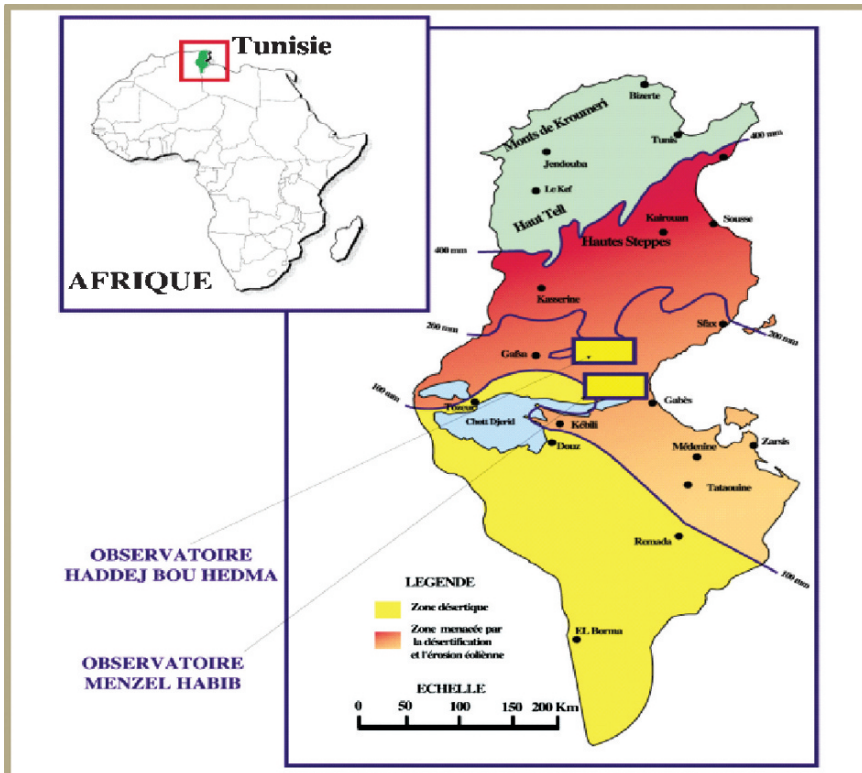 Tunisie
AFRIQUE
Bizerte
Monts de Kroumeri
Tunis
400 mm
Jendouba
Le Kef
Haut Tell
Kairouan
Sousse
Hautes Steppes
400 mm
Kasserine
200 mm
Sfax
200 mm
Gafsa
100 mm
Tozeur
Gabès
Chott Djerid
Kébili
Douz
Médenine
Zarsis
Tataouine
Remada
100 mm
EL Borma
OBSERVATOIRE
HADDEJ BOU HEDMA
OBSERVATOIRE
MENZEL HABIB
LEGENDE
Zone désertique
Zone menacée par
la désertification
et l'érosion éoliènne
ECHELLE
0 50 100 150 200 Km